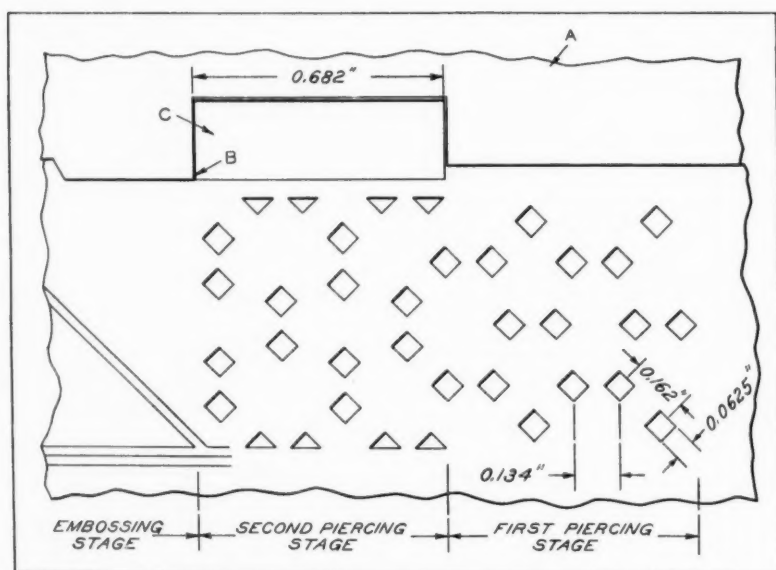 A
0.682"
C
B
0.162"
0.0625"
0.134"
EMBOSSING
STAGE
SECOND PIERCING
STAGE
FIRST PIERCING
STAGE